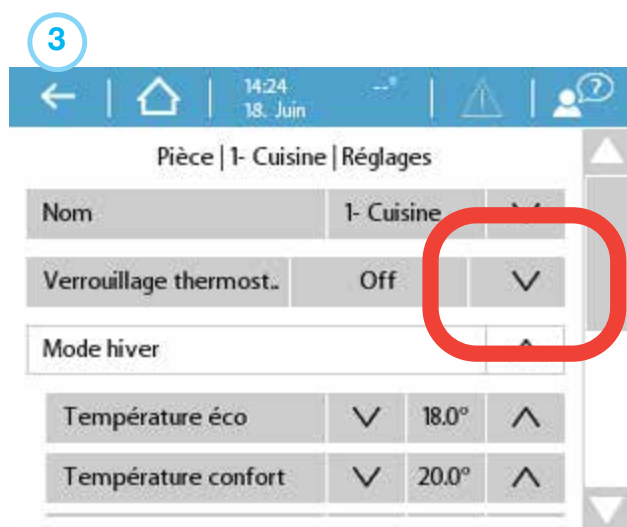 3
14:24
18. Juin
--°
?
Pièce | 1- Cuisine | Réglages
Nom 1- Cuisine
Verrouillage thermost.. Off
Mode hiver
Température éco 18.0°
Température confort 20.0°